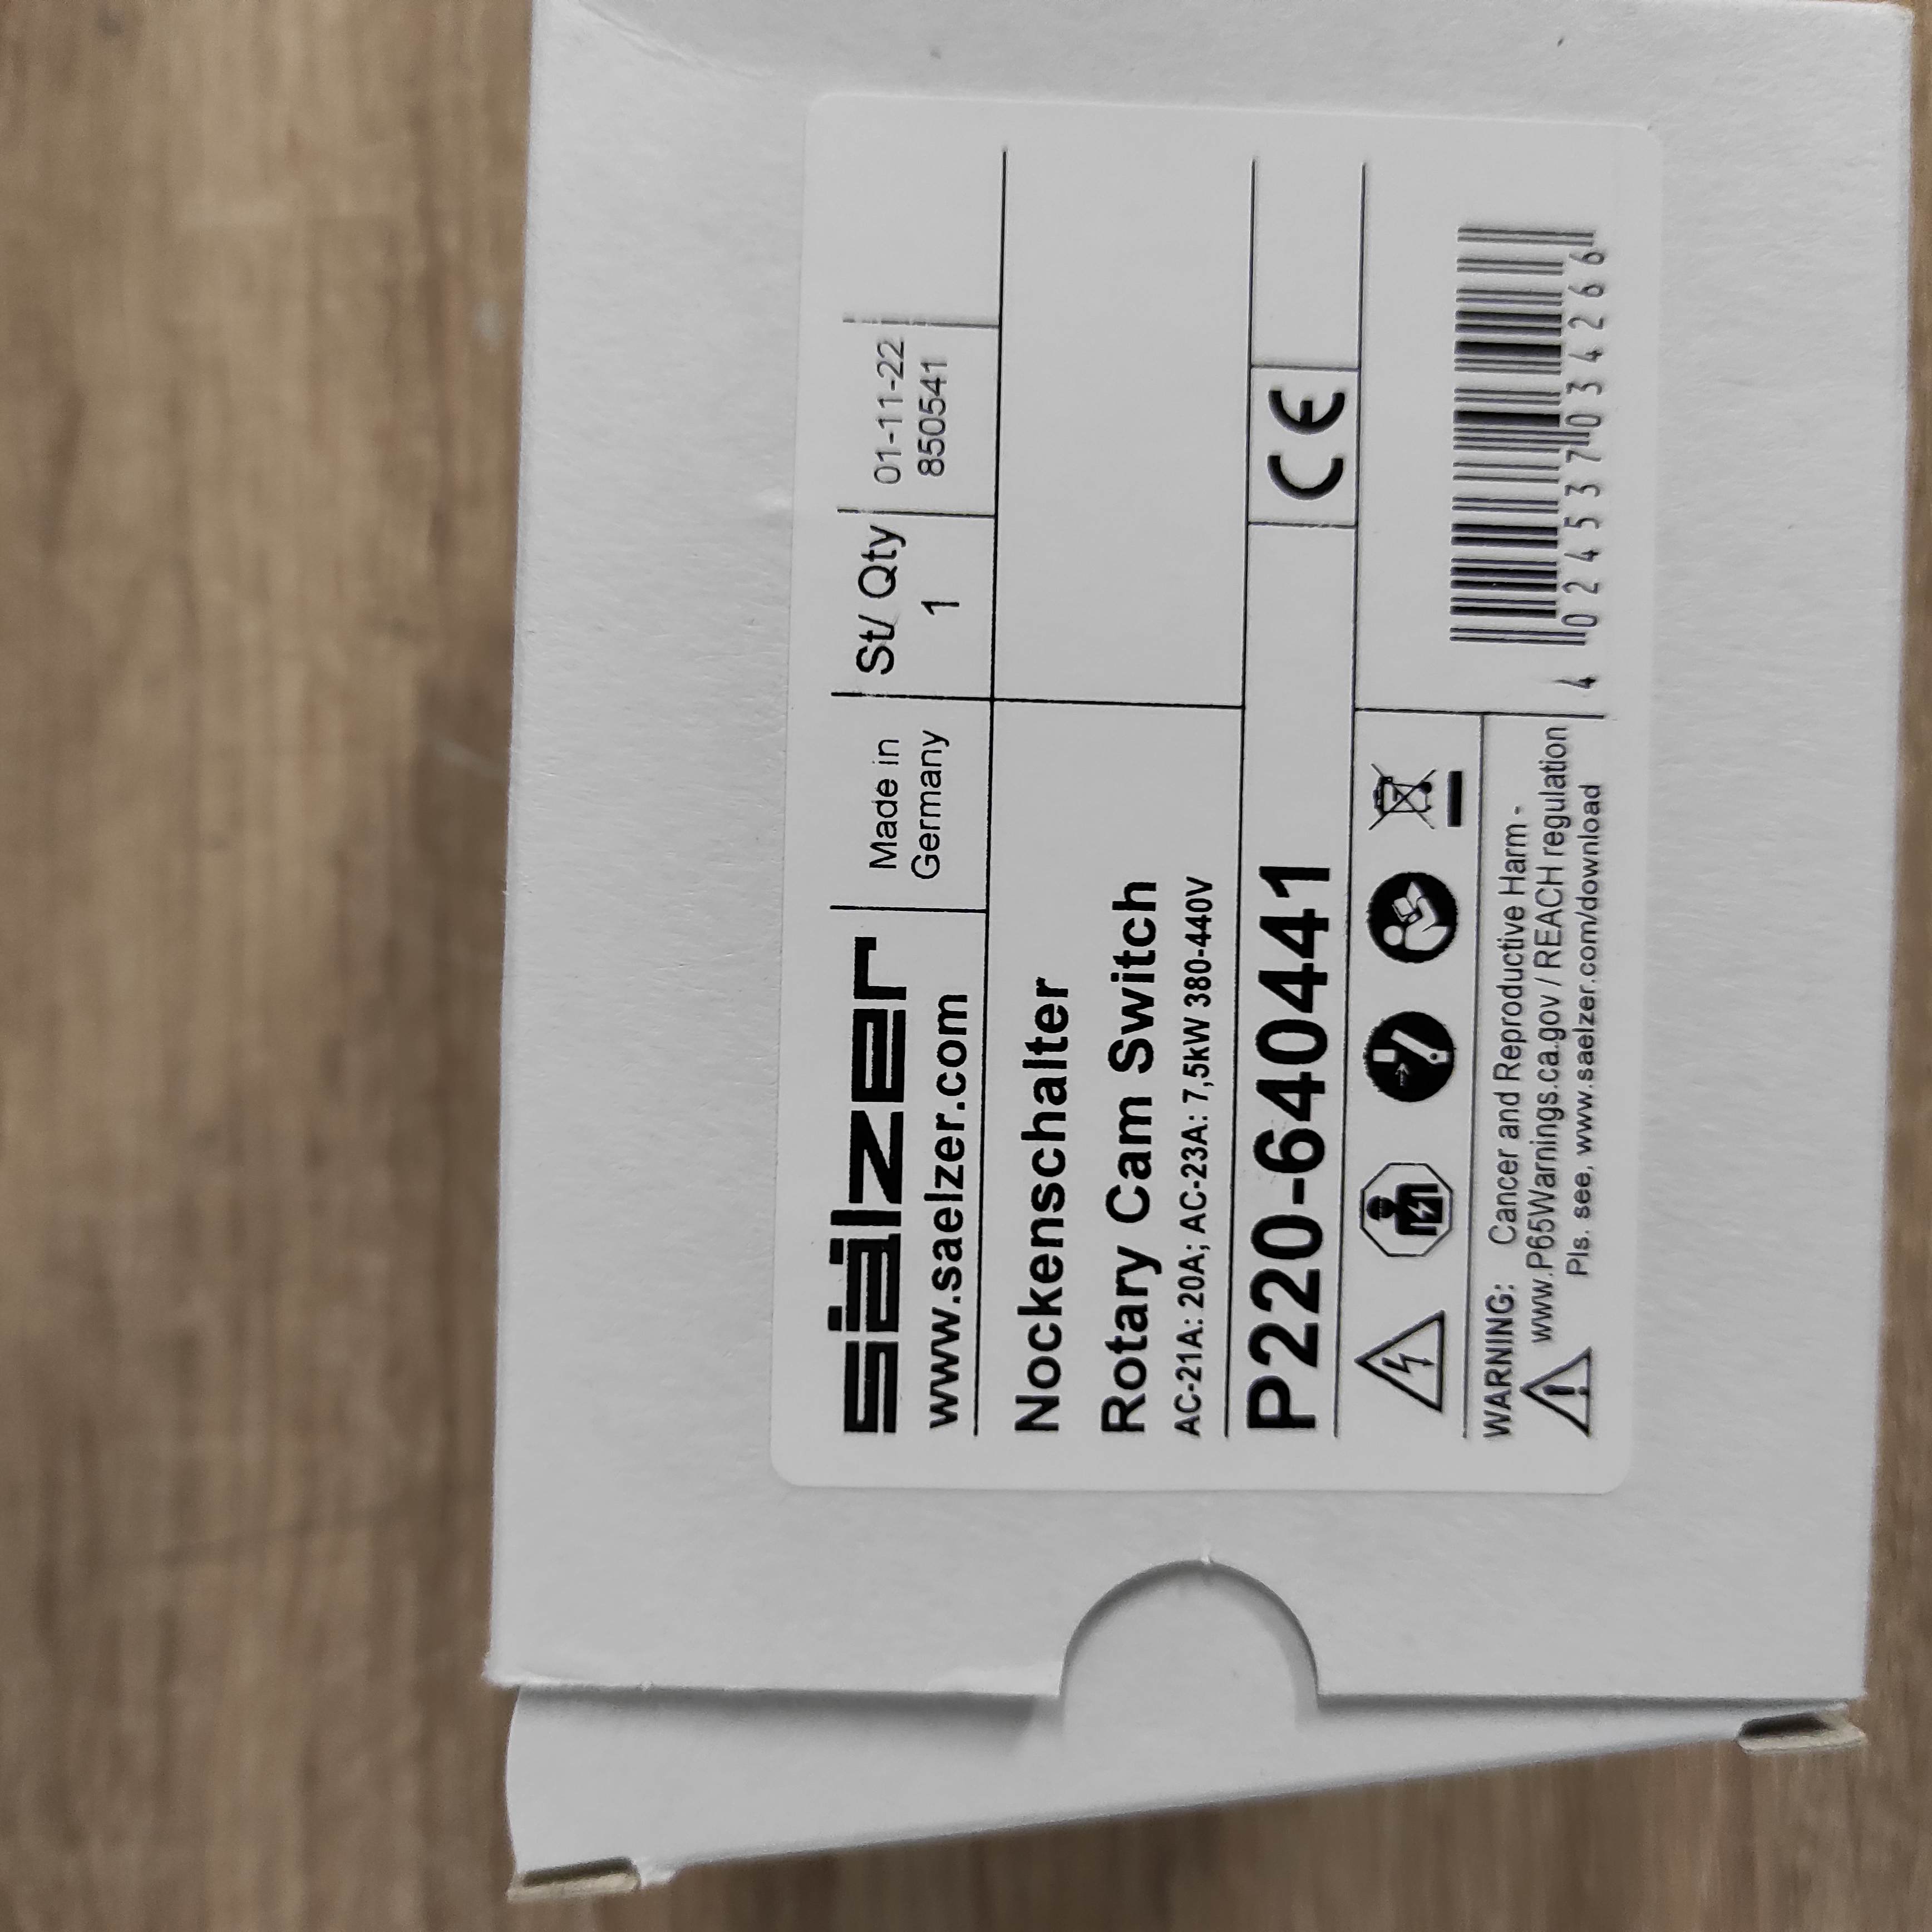 sälzer
www.saelzer.com
Made in
Germany
St/ Qty
1
01-11-22
850541
Nockenschalter
Rotary Cam Switch
AC-21A: 20A; AC-23A: 7,5kW 380-440V
P220-640441
CE
WARNING: Cancer and Reproductive Harm -
www.P65Warnings.ca.gov / REACH regulation
Pls. see. www.saelzer.com/download
4 024537 034266